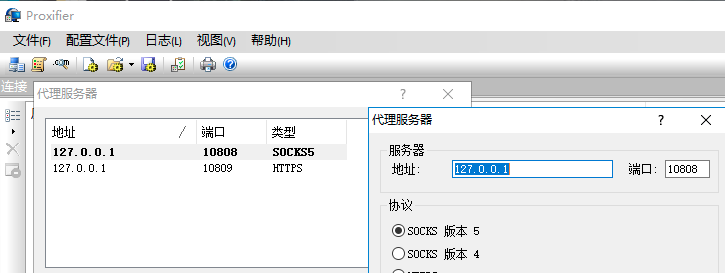 Proxifier
文件(F) 配置文件(P) 日志(L) 视图(V) 帮助(H)
.com
连接
代理服务器 ?
地址 / 端口 类型
127.0.0.1 10808 SOCKS5
127.0.0.1 10809 HTTPS
代理服务器 ?
服务器
地址: 127.0.0.1 端口: 10808
协议
SOCKS 版本 5
SOCKS 版本 4